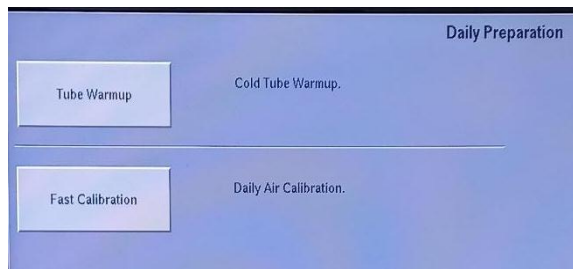 Daily Preparation
Tube Warmup
Cold Tube Warmup.
Fast Calibration
Daily Air Calibration.